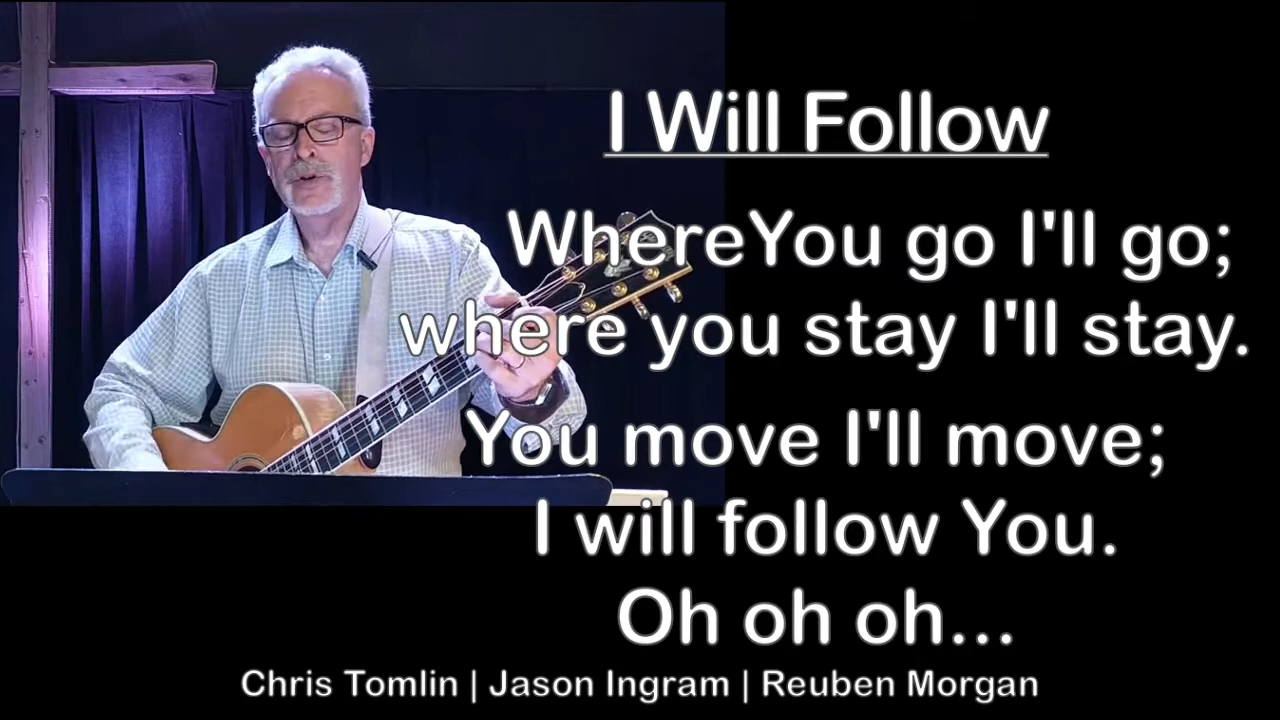 I Will Follow
WhereYou go I'll go;
where you stay I'll stay.
You move I'll move;
I will follow You.
Oh oh oh...
Chris Tomlin | Jason Ingram | Reuben Morgan